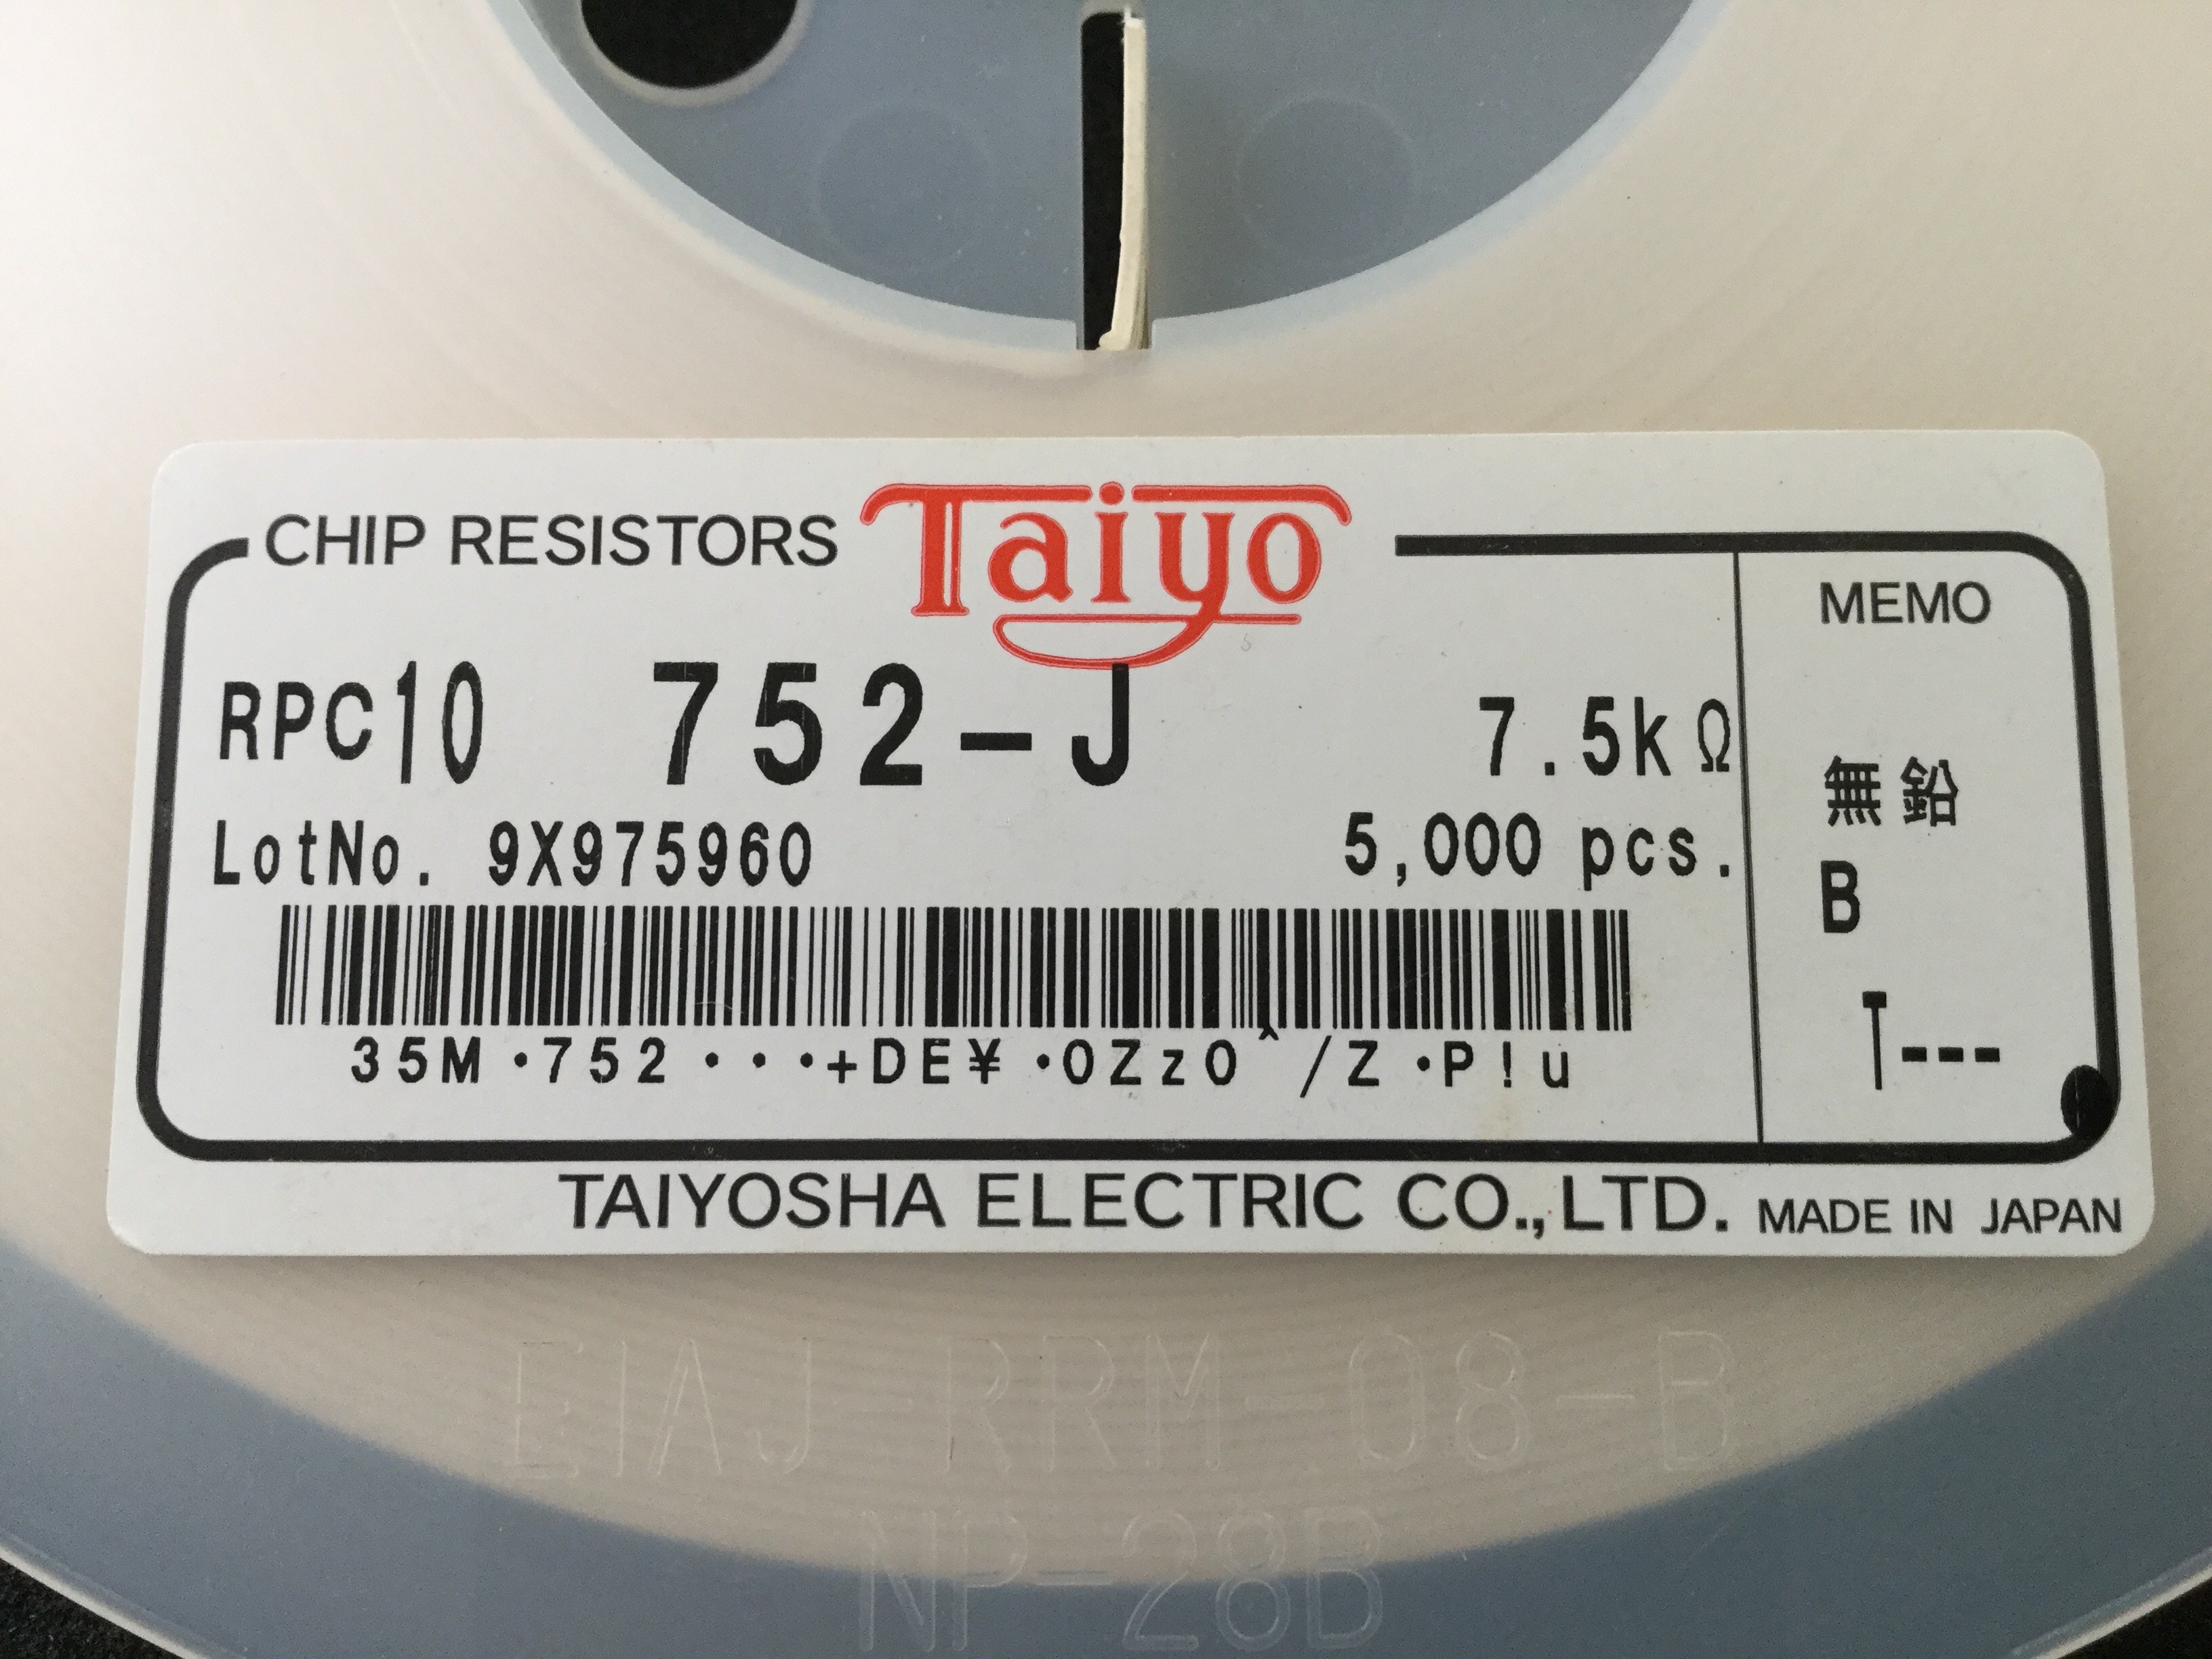 CHIP RESISTORS Taiyo
RPC10 752-J 7.5kΩ
LotNo. 9X975960 5,000 pcs.
35M・752・・・+DE¥・0ZzO^/Z・P!u
MEMO
無鉛
B
T---
TAIYOSHA ELECTRIC CO.,LTD. MADE IN JAPAN
EIAJ-RRM-08-B
NP-28B